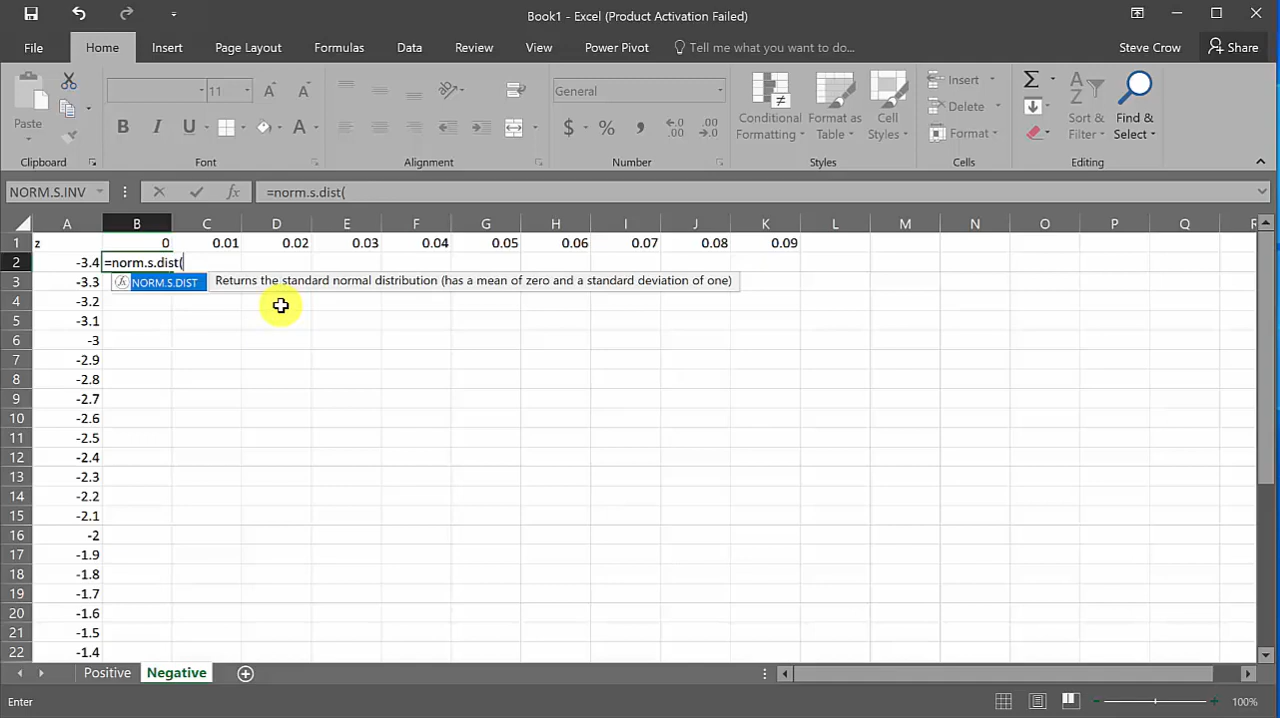 Book1 - Excel (Product Activation Failed)
File Home Insert Page Layout Formulas Data Review View Power Pivot Tell me what you want to do... Steve Crow Share
Paste
Clipboard
11
B I U A
Font
Alignment
General
$ % , .00 .0
Number
Conditional Formatting
Format as Table
Cell Styles
Styles
Insert
Delete
Format
Cells
Sort & Filter
Find & Select
Editing
NORM.S.INV fx =norm.s.dist(
A B C D E F G H I J K L M N O P Q R
1 z 0 0.01 0.02 0.03 0.04 0.05 0.06 0.07 0.08 0.09
2 -3.4 =norm.s.dist(
3 -3.3 NORM.S.DIST Returns the standard normal distribution (has a mean of zero and a standard deviation of one)
4 -3.2
5 -3.1
6 -3
7 -2.9
8 -2.8
9 -2.7
10 -2.6
11 -2.5
12 -2.4
13 -2.3
14 -2.2
15 -2.1
16 -2
17 -1.9
18 -1.8
19 -1.7
20 -1.6
21 -1.5
22 -1.4
Positive Negative
Enter 100%